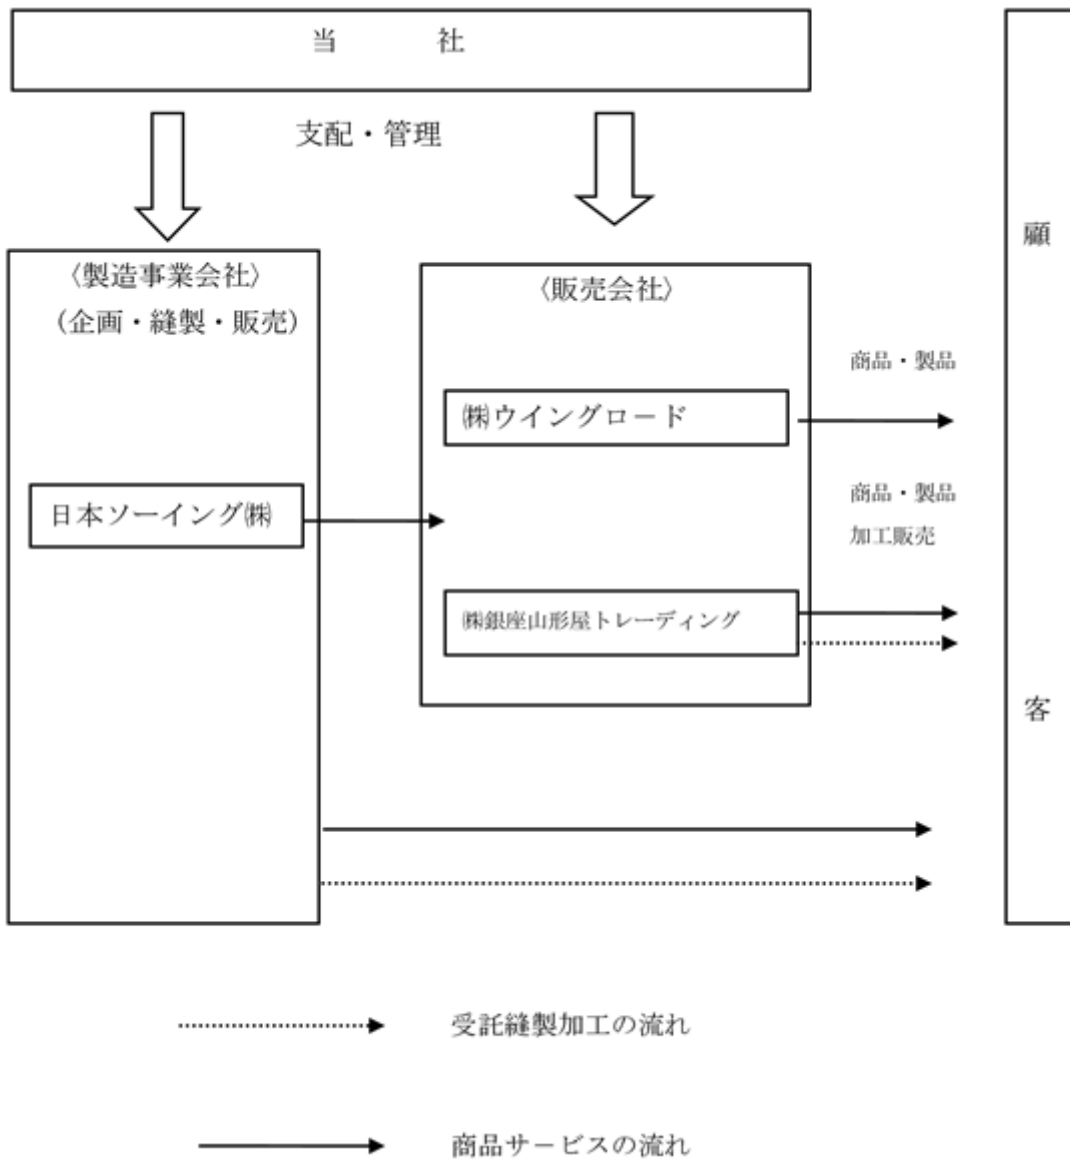 当　　　社
支配・管理
〈製造事業会社〉
（企画・縫製・販売）
日本ソーイング㈱
〈販売会社〉
㈱ウイングロード
㈱銀座山形屋トレーディング
商品・製品
商品・製品
加工販売
顧
客
受託縫製加工の流れ
商品サービスの流れ